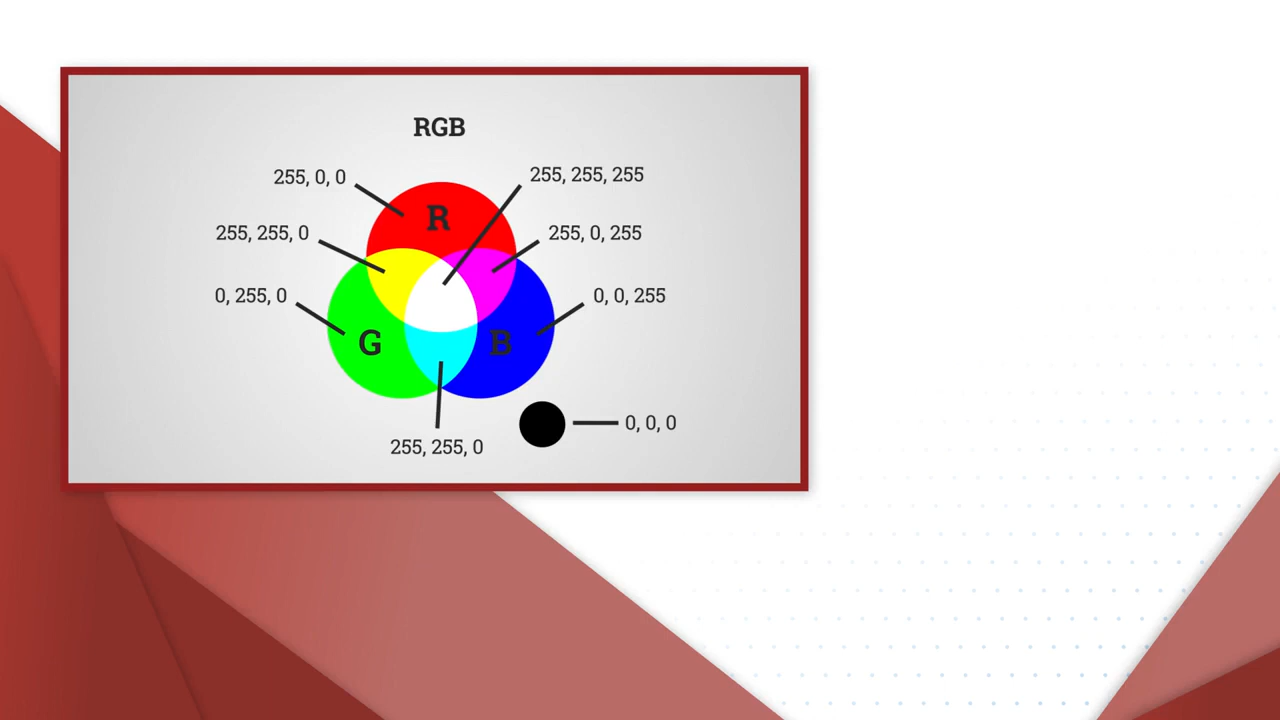 RGB
255, 0, 0
255, 255, 255
R
255, 255, 0
255, 0, 255
0, 255, 0
0, 0, 255
G
B
0, 0, 0
255, 255, 0